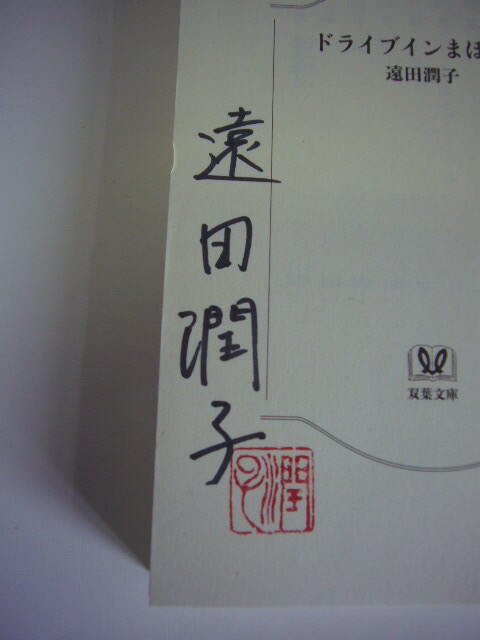 ドライブインまほ
遠田潤子
遠田潤子
双葉文庫
潤